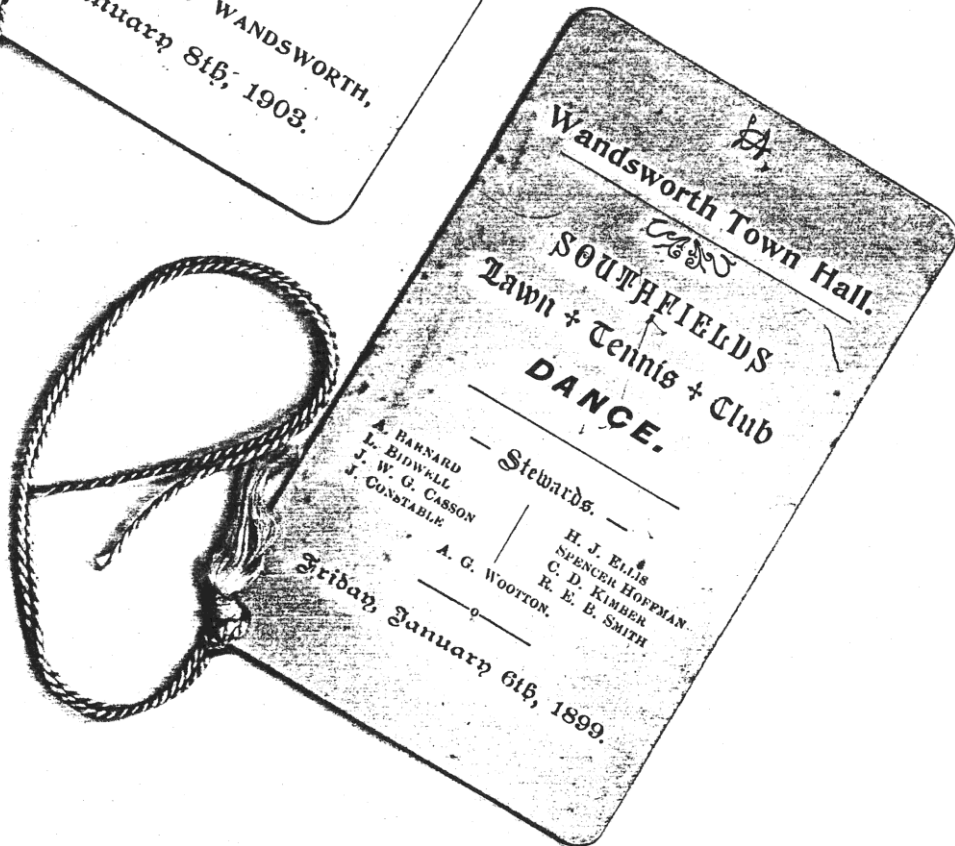 WANDSWORTH,
8th, 1903.
Wandsworth Town Hall.
SOUTHFIELDS
Lawn + Tennis + Club
DANCE.
— Stewards. —
A. BARNARD
L. BIDWELL
J. W. G. CASSON
J. CONSTABLE
H. J. ELLIS
SPENCER HOFFMAN
C. D. KIMBER
R. E. B. SMITH
A. G. WOOTTON.
Friday, January 6th, 1899.